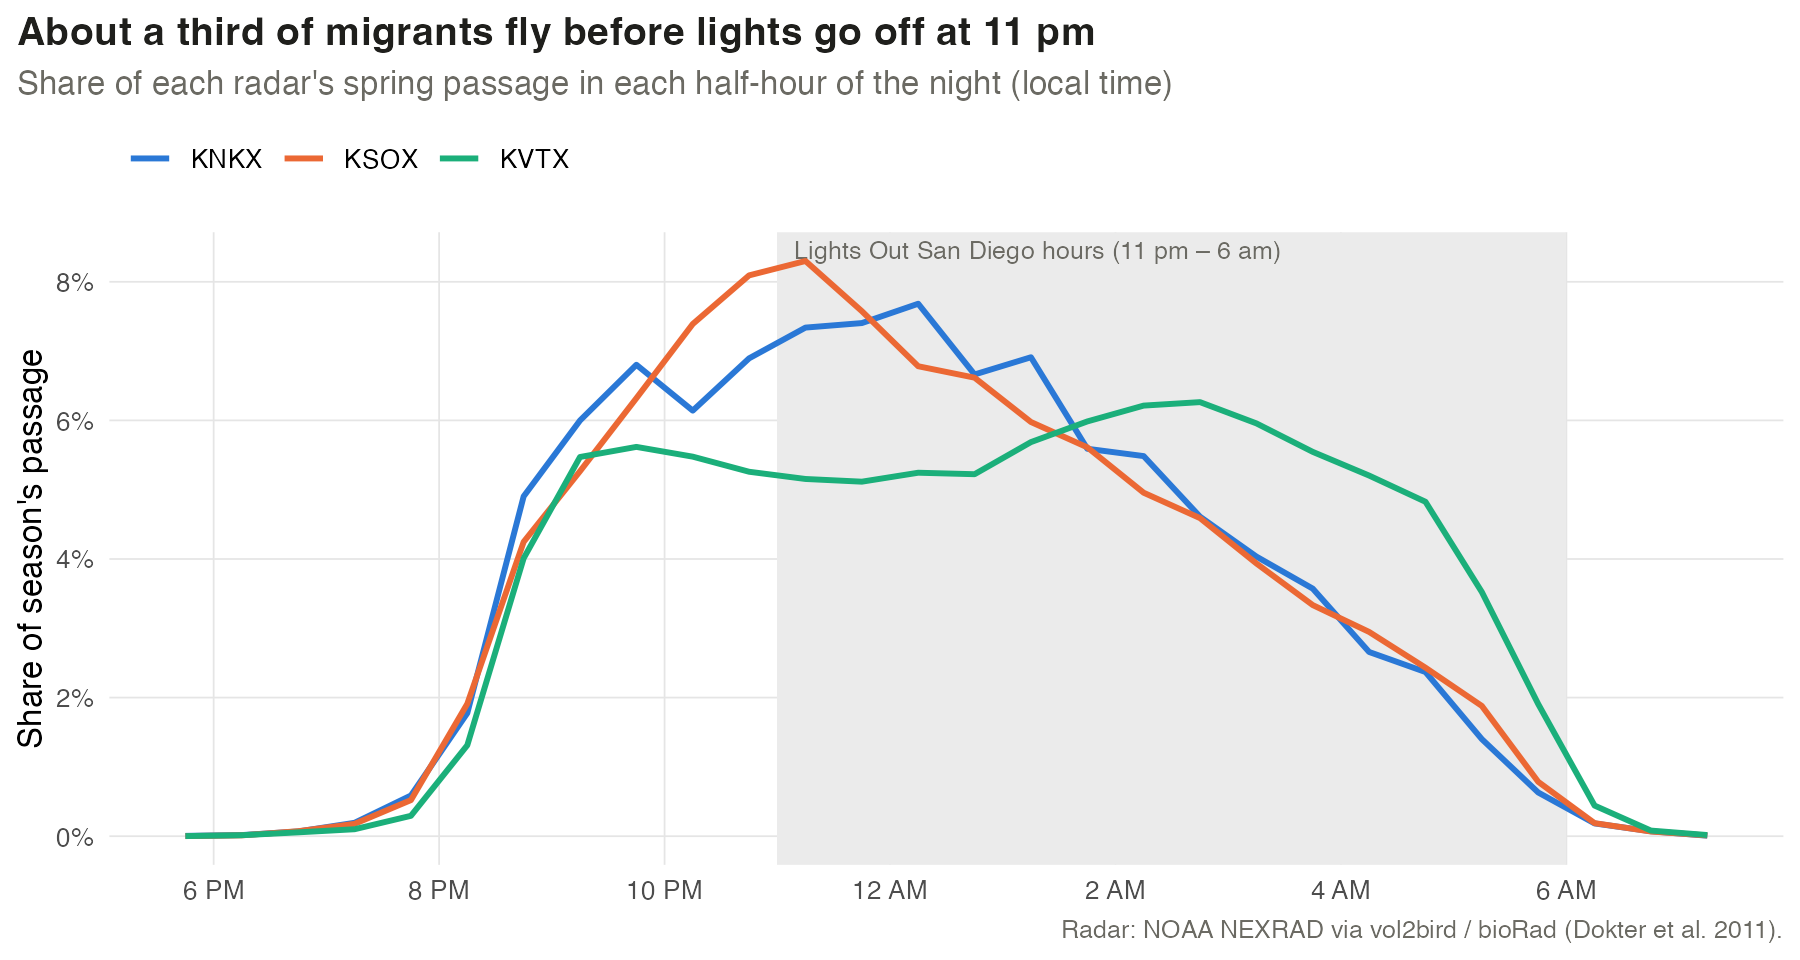 About a third of migrants fly before lights go off at 11 pm
Share of each radar's spring passage in each half-hour of the night (local time)
KNKX KSOX KVTX
Lights Out San Diego hours (11 pm – 6 am)
Share of season's passage
8%
6%
4%
2%
0%
6 PM 8 PM 10 PM 12 AM 2 AM 4 AM 6 AM
Radar: NOAA NEXRAD via vol2bird / bioRad (Dokter et al. 2011).